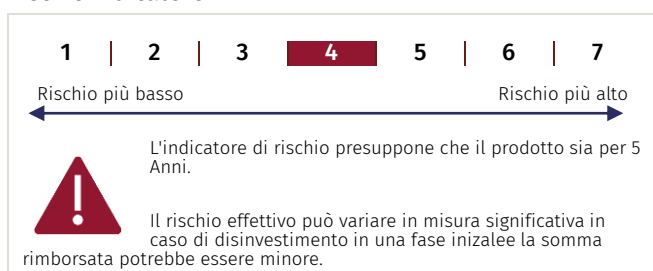 1 | 2 | 3 | 4 | 5 | 6 | 7
Rischio più basso Rischio più alto
L'indicatore di rischio presuppone che il prodotto sia per 5
Anni.
Il rischio effettivo può variare in misura significativa in
caso di disinvestimento in una fase inizalee la somma
rimborsata potrebbe essere minore.